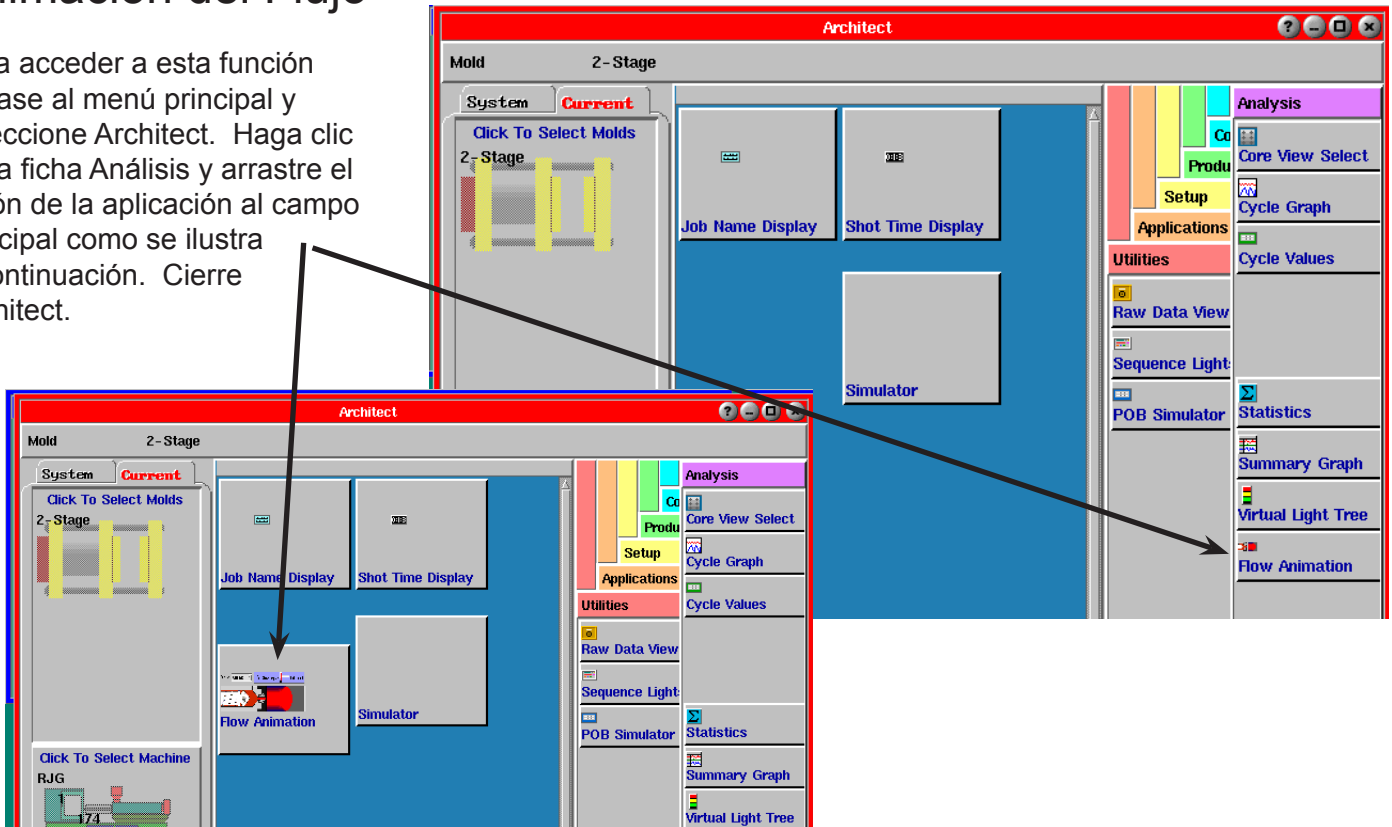 del Flujo
a acceder a esta función
ase al menú principal y
eccione Architect. Haga clic
a ficha Análisis y arrastre el
ón de la aplicación al campo
cipal como se ilustra
ontinuación. Cierre
hitect.
Architect
Mold 2-Stage
System Current
Click To Select Molds
2-Stage
Job Name Display Shot Time Display
Simulator
Co
Produ
Setup
Applications
Utilities
Raw Data View
Sequence Light
POB Simulator
Analysis
Core View Select
Cycle Graph
Cycle Values
Statistics
Summary Graph
Virtual Light Tree
Flow Animation
Architect
Mold 2-Stage
System Current
Click To Select Molds
2-Stage
Job Name Display Shot Time Display
Flow Animation
Simulator
Click To Select Machine
RJG
1
174
Co
Produ
Setup
Applications
Utilities
Raw Data View
Sequence Light
POB Simulator
Analysis
Core View Select
Cycle Graph
Cycle Values
Statistics
Summary Graph
Virtual Light Tree